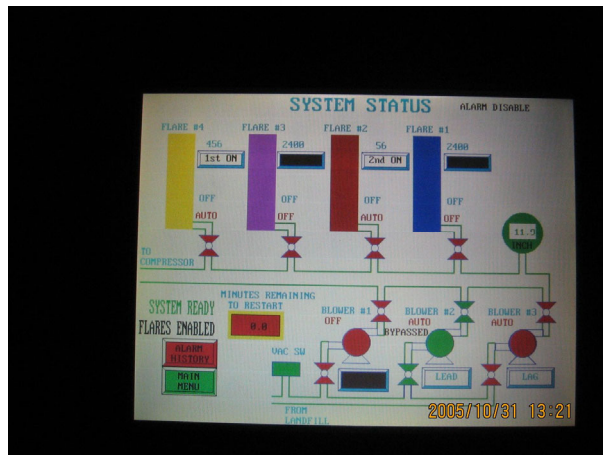 SYSTEM STATUS
ALARM DISABLE
FLARE #4
FLARE #3
FLARE #2
FLARE #1
456
2400
56
2400
1st ON
2nd ON
OFF
OFF
OFF
OFF
AUTO
OFF
AUTO
OFF
11.9
INCH
TO
COMPRESSOR
SYSTEM READY
FLARES ENABLED
MINUTES REMAINING
TO RESTART
0.0
ALARM
HISTORY
MAIN
MENU
VAC SW
BLOWER #1
OFF
BLOWER #2
AUTO
BYPASSED
BLOWER #3
AUTO
LEAD
LAG
FROM
LANDFILL
2005/10/31 13:21